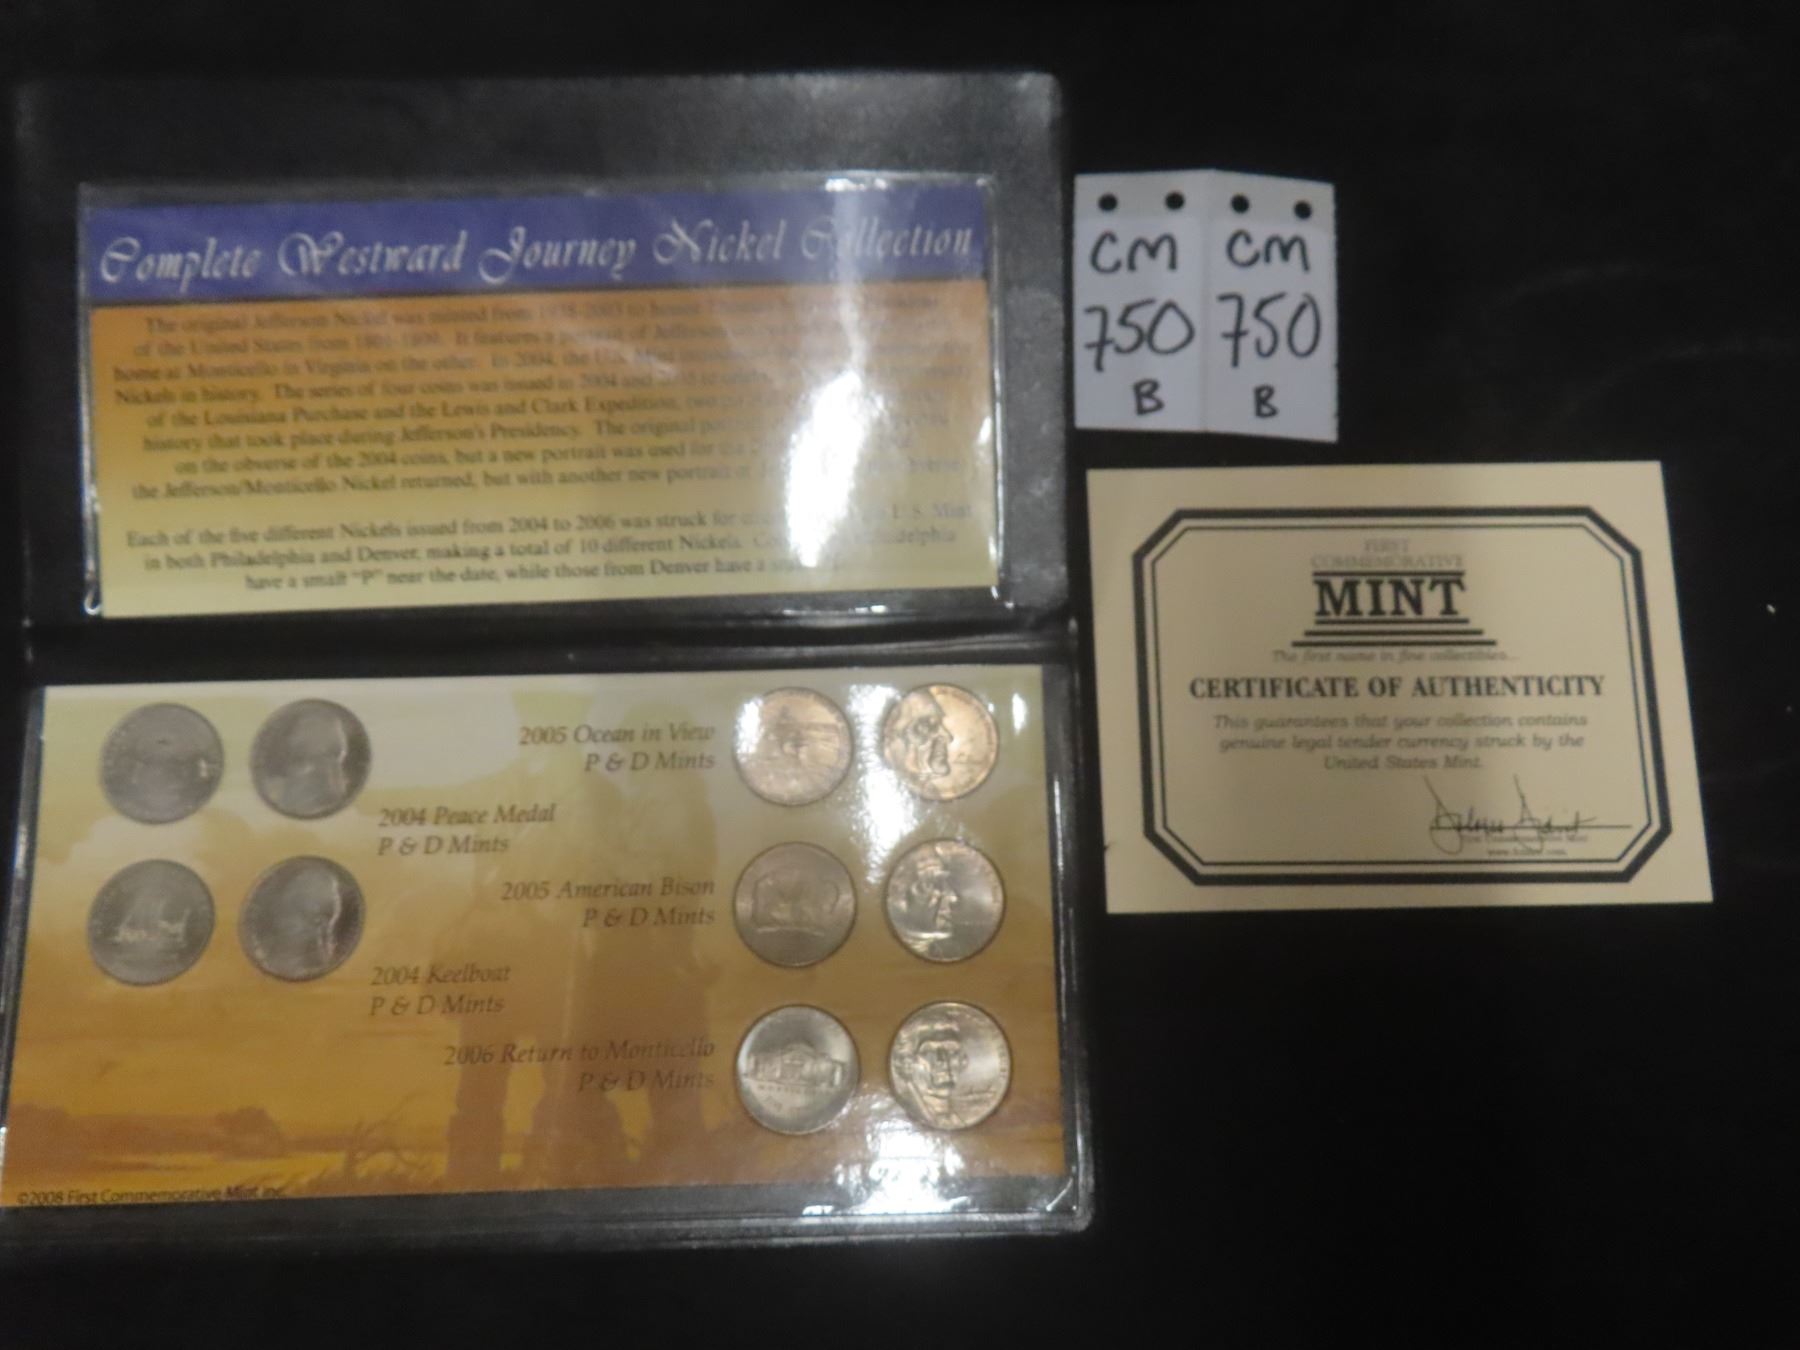 Complete Westward Journey Nickel Collection
The original Jefferson Nickel was minted from 1938-2003 to honor
of the United States from 1801-1809. It features a portrait of Jefferson
home at Monticello in Virginia on the other. In 2004, the U.S. Mint introduced
Nickels in history. The series of four coins was issued in 2004 and 2005 to
of the Louisiana Purchase and the Lewis and Clark Expedition, two
history that took place during Jefferson's Presidency. The original
on the obverse of the 2004 coins, but a new portrait was used for the
the Jefferson/Monticello Nickel returned, but with another new portrait of
Each of the five different Nickels issued from 2004 to 2006 was struck for U.S. Mint
in both Philadelphia and Denver, making a total of 10 different Nickels. Philadelphia
have a small "P" near the date, while those from Denver have a
CM CM
750 750
B B
FIRST
COMMEMORATIVE
MINT
The first name in fine collectibles...
CERTIFICATE OF AUTHENTICITY
This guarantees that your collection contains
genuine legal tender currency struck by the
United States Mint.
2005 Ocean in View
P & D Mints
2004 Peace Medal
P & D Mints
2005 American Bison
P & D Mints
2004 Keelboat
P & D Mints
2006 Return to Monticello
P & D Mints
©2008 First Commemorative Mint Inc.